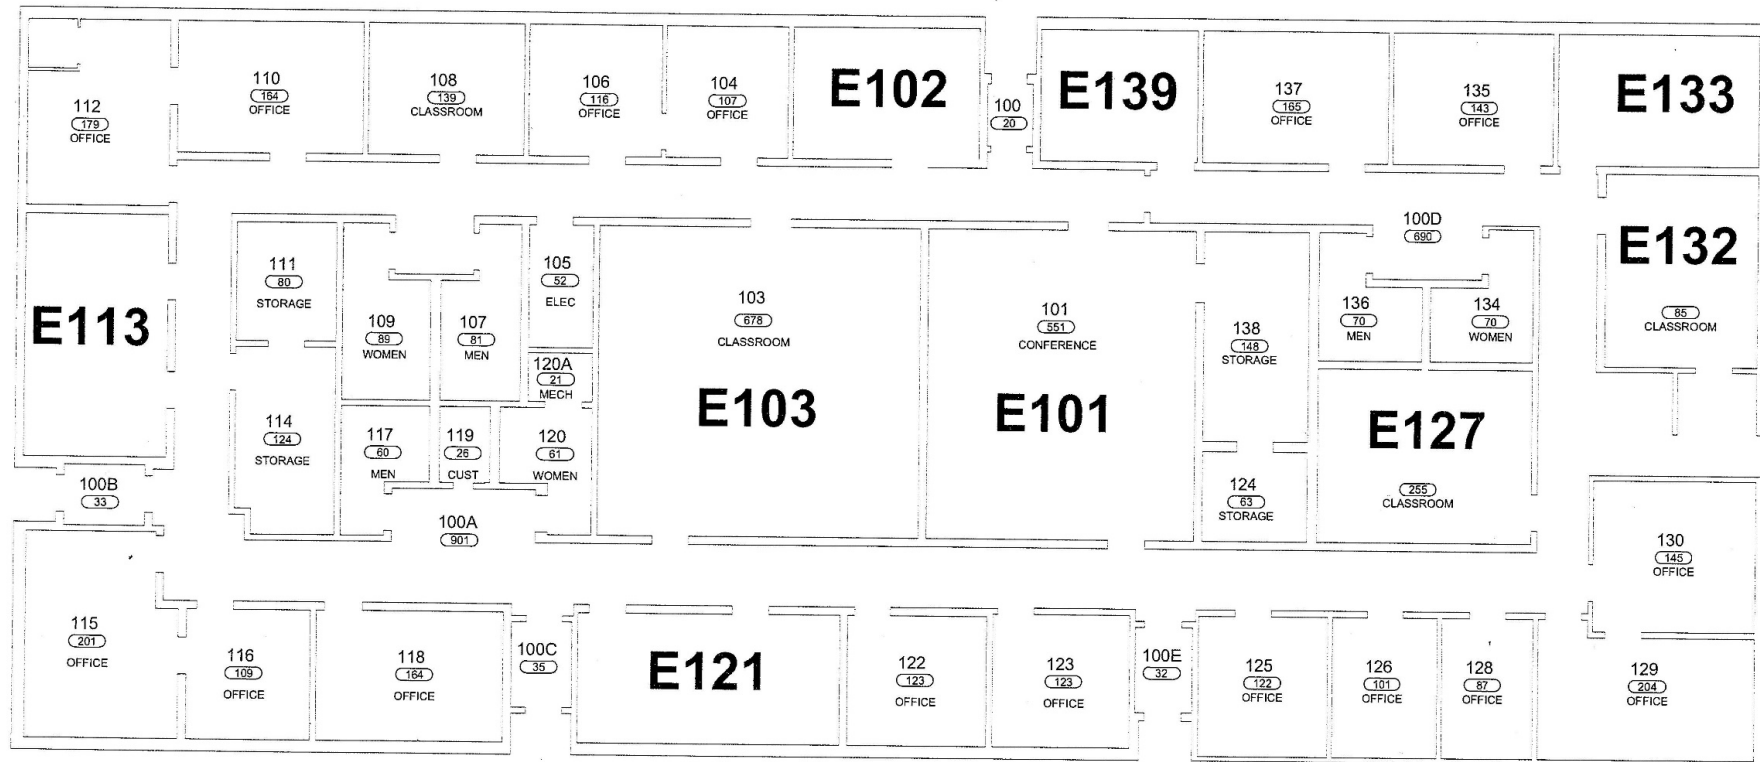 112
179
OFFICE
110
164
OFFICE
108
139
CLASSROOM
106
116
OFFICE
104
107
OFFICE
E102
100
20
E139
137
165
OFFICE
135
143
OFFICE
E133
E113
111
80
STORAGE
109
89
WOMEN
107
81
MEN
105
52
ELEC
120A
21
MECH
103
678
CLASSROOM
E103
101
551
CONFERENCE
E101
138
148
STORAGE
100D
690
136
70
MEN
134
70
WOMEN
E132
85
CLASSROOM
114
124
STORAGE
117
60
MEN
119
26
CUST
120
61
WOMEN
E127
255
CLASSROOM
124
63
STORAGE
100B
33
100A
901
130
145
OFFICE
115
201
OFFICE
116
109
OFFICE
118
164
OFFICE
100C
35
E121
122
123
OFFICE
123
123
OFFICE
100E
32
125
122
OFFICE
126
101
OFFICE
128
87
OFFICE
129
204
OFFICE